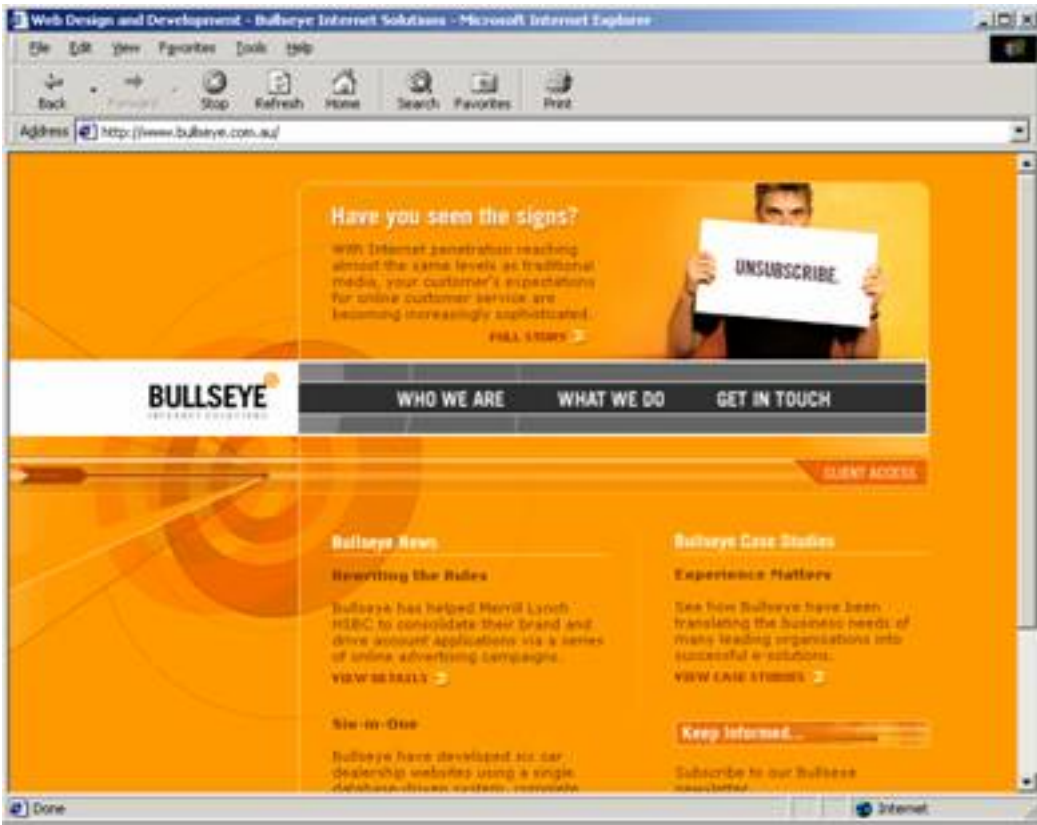 Web Design and Development - Bullseye Internet Solutions - Microsoft Internet Explorer
File Edit View Favorites Tools Help
Back Forward Stop Refresh Home Search Favorites Print
Address http://www.bullseye.com.au/
Have you seen the signs?
With Internet penetration reaching
almost the same levels as traditional
media, your customer's expectations
for online customer service are
becoming increasingly sophisticated.
FULL STORY
UNSUBSCRIBE.
BULLSEYE
INTERNET SOLUTIONS
WHO WE ARE WHAT WE DO GET IN TOUCH
CLIENT ACCESS
Bullseye News
Rewriting the Rules
Bullseye has helped Merrill Lynch
HSBC to consolidate their brand and
drive account applications via a series
of online advertising campaigns.
VIEW DETAILS
Six-in-One
Bullseye have developed six car
dealership websites using a single
database-driven system, complete
Bullseye Case Studies
Experience Matters
See how Bullseye have been
translating the business needs of
many leading organisations into
successful e-solutions.
VIEW CASE STUDIES
Keep Informed...
Subscribe to our Bullseye
newsletter
Done Internet